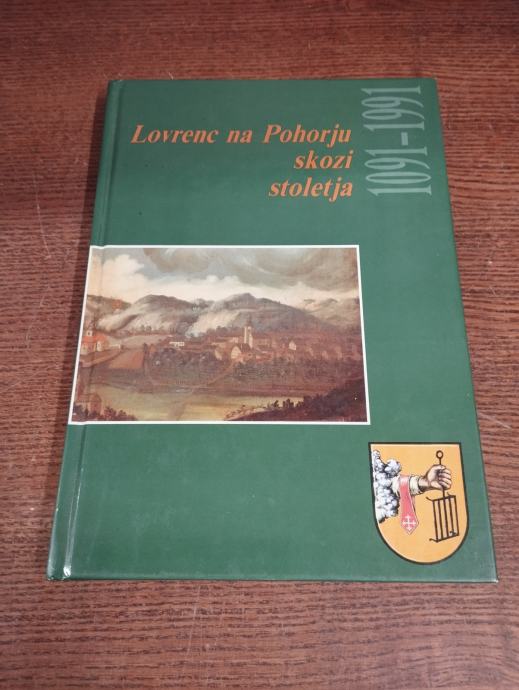 Lovrenc na Pohorju
skozi
stoletja
1091-1991